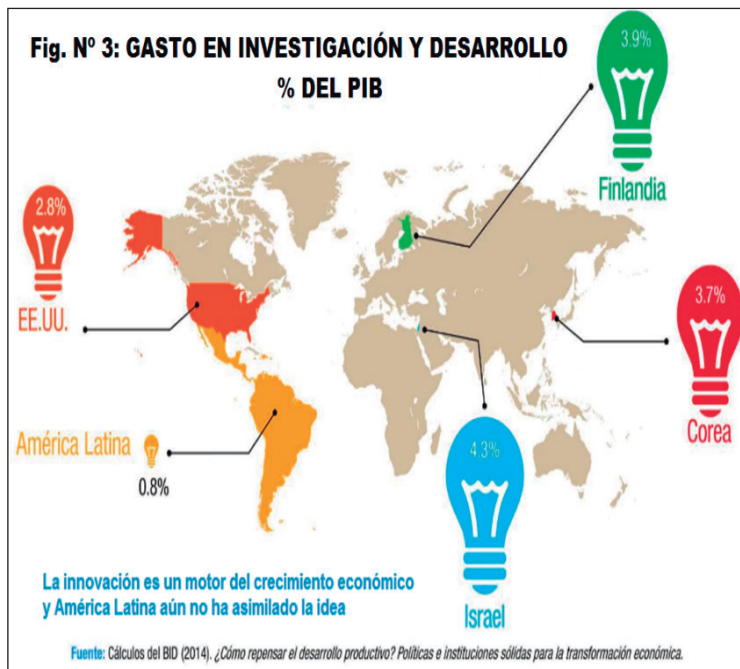 Fig. Nº 3: GASTO EN INVESTIGACIÓN Y DESARROLLO
% DEL PIB
3.9%
Finlandia
2.8%
EE.UU.
3.7%
Corea
América Latina
0.8%
4.3%
Israel
La innovación es un motor del crecimiento económico
y América Latina aún no ha asimilado la idea
Fuente: Cálculos del BID (2014). ¿Cómo repensar el desarrollo productivo? Políticas e instituciones sólidas para la transformación económica.